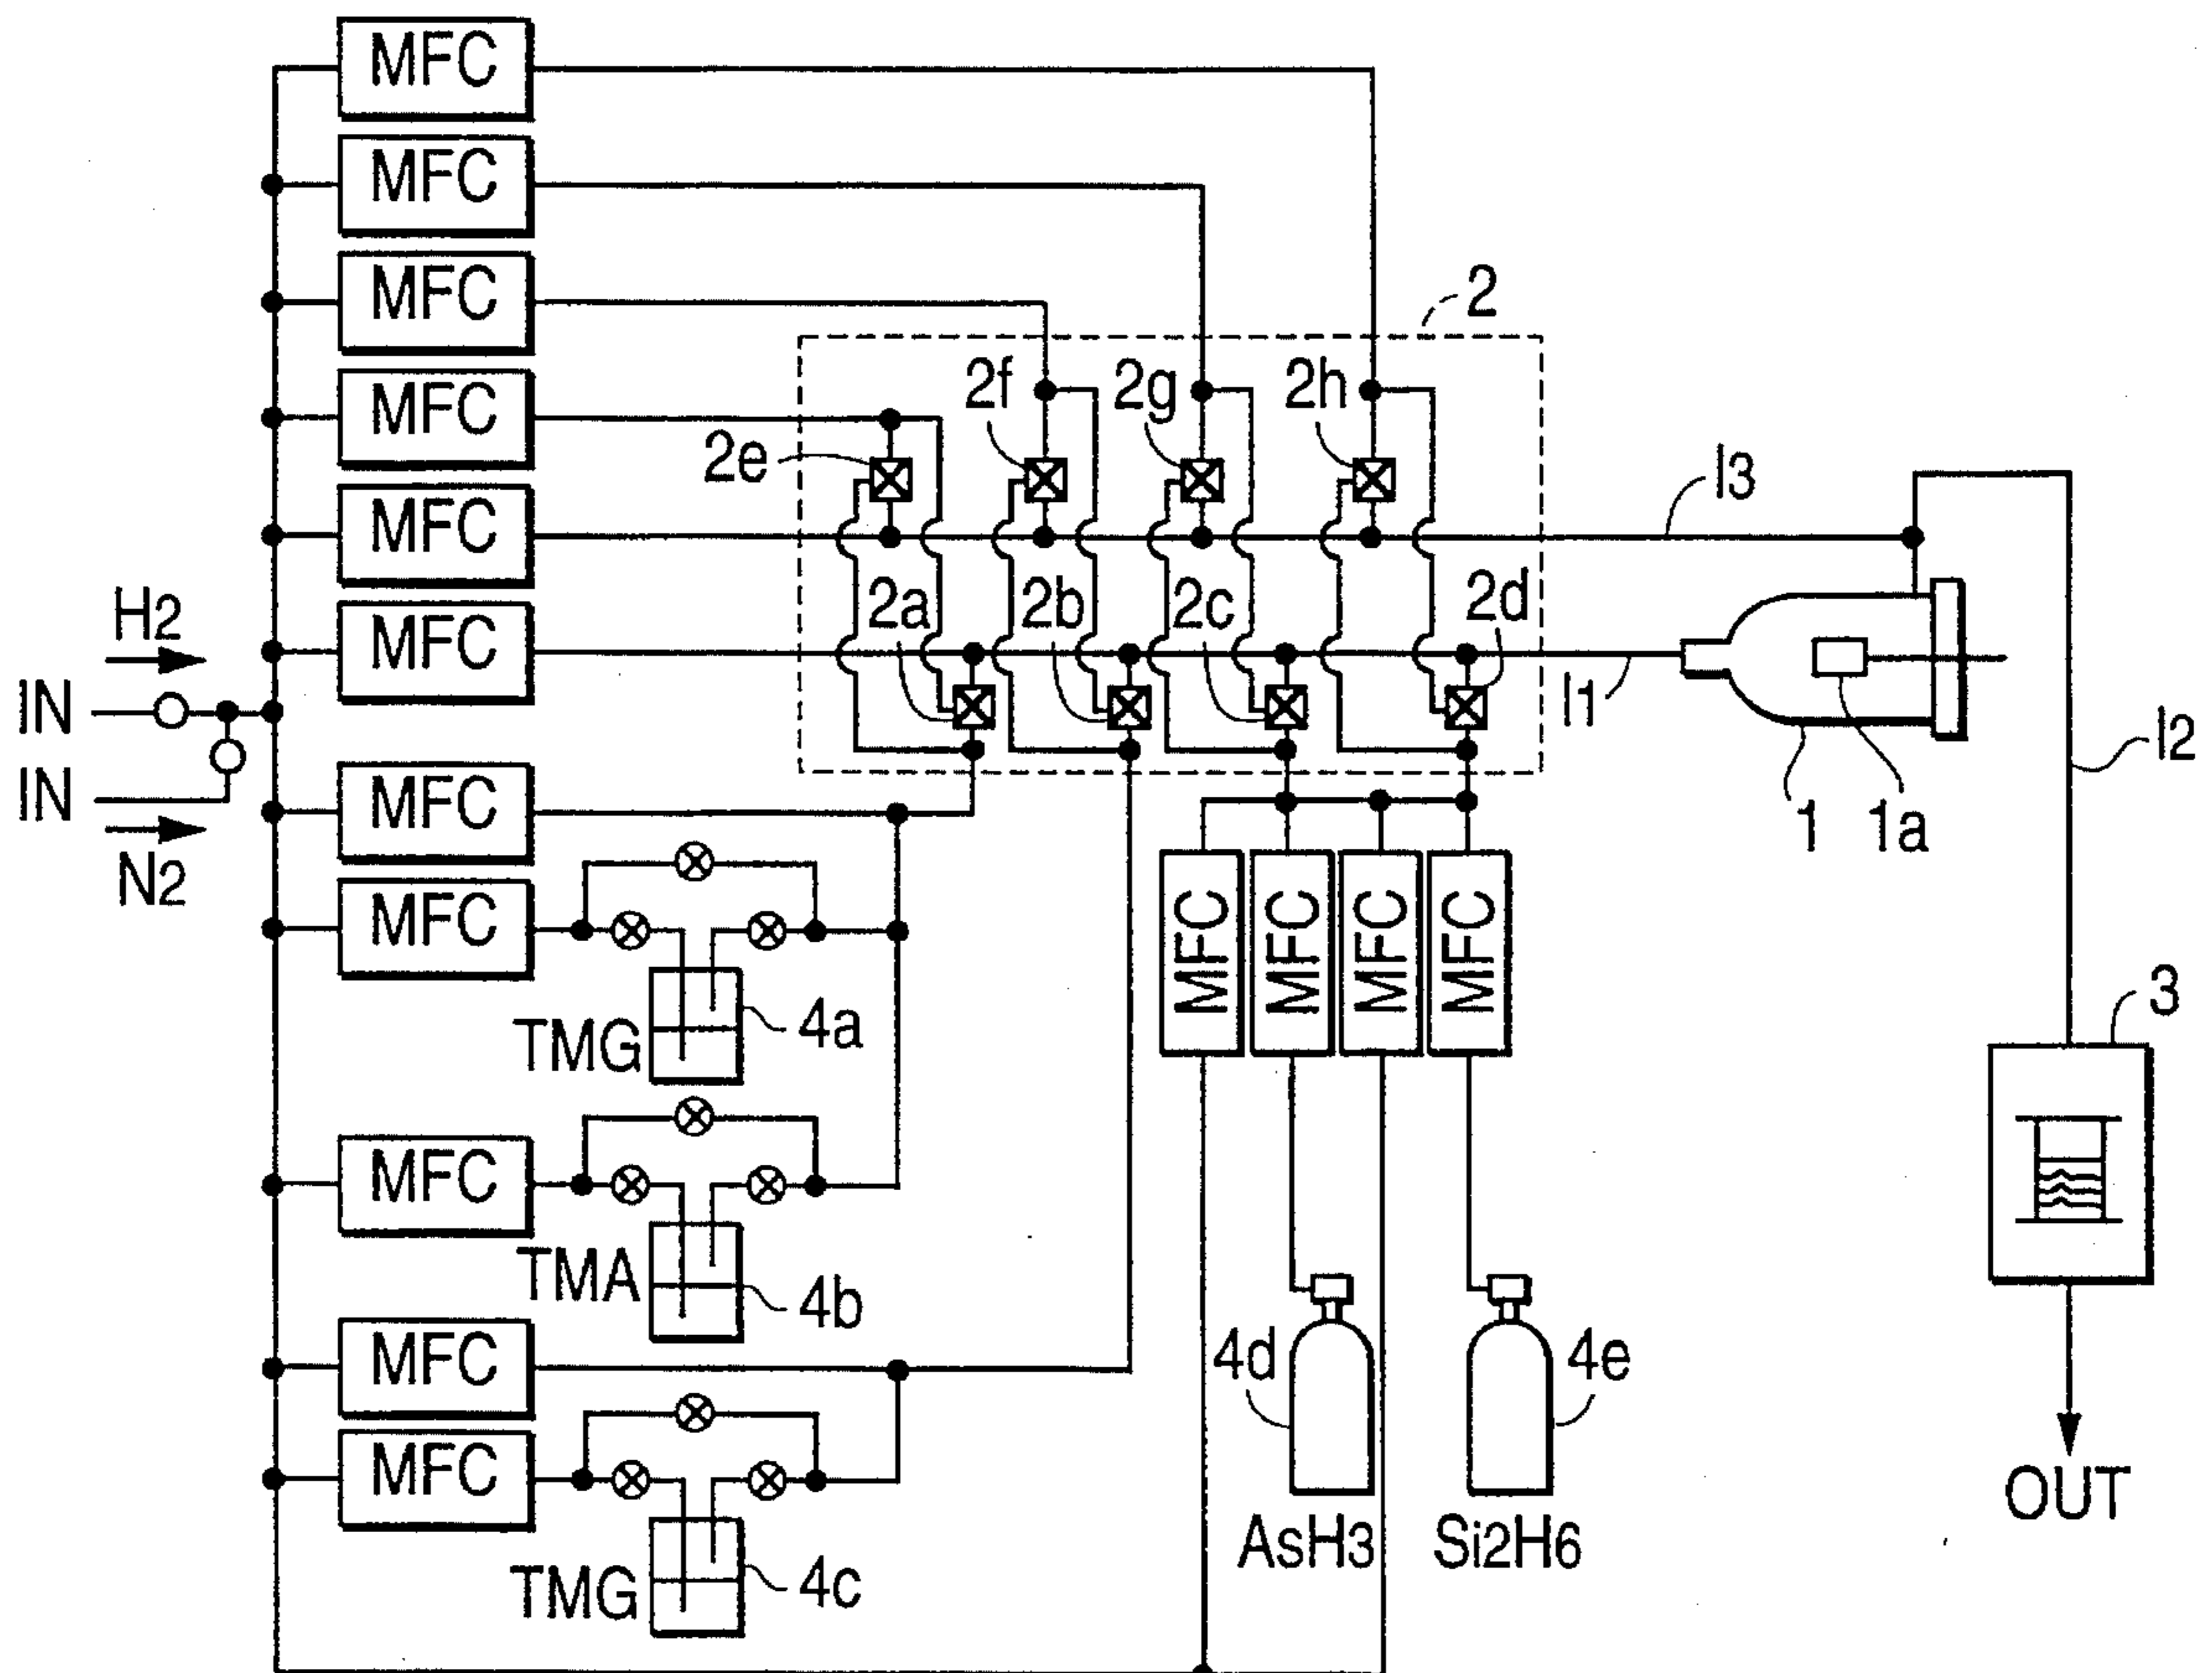 MFC
MFC
MFC
2
2f 2g 2h
MFC
2e
l3
MFC
H2
2a 2b 2c 2d
MFC
IN
l1
l2
IN
MFC
1 1a
N2
MFC
MFC MFC MFC MFC
3
TMG 4a
MFC
TMA 4b
MFC
4d 4e
MFC
OUT
AsH3 Si2H6
TMG 4c